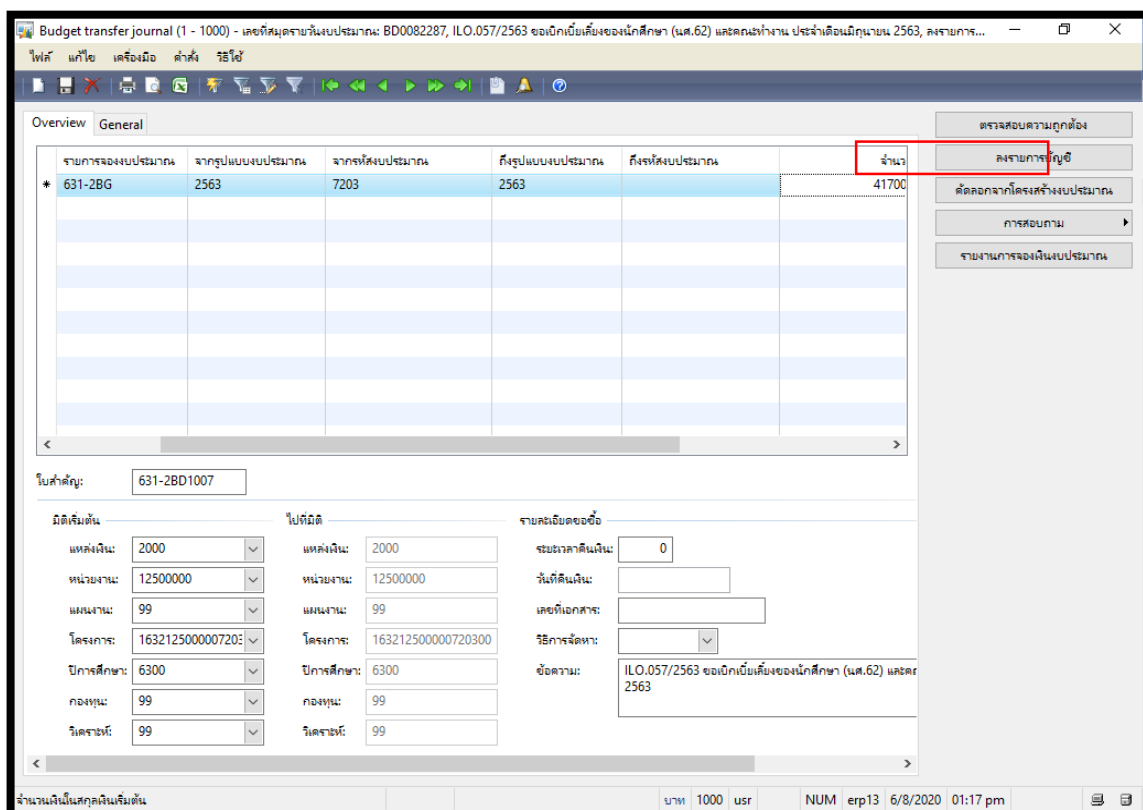 Budget transfer journal (1 - 1000) - เลขที่สมุดรายวันงบประมาณ: BD0082287, ILO.057/2563 ขอเบิกเบี้ยเลี้ยงของนักศึกษา (นศ.62) และคณะทำงาน ประจำเดือนมิถุนายน 2563, ลงรายการ...
ไฟล์ แก้ไข เครื่องมือ คำสั่ง วิธีใช้
Overview General
ตรวจสอบความถูกต้อง
รายการจองงบประมาณ จากรูปแบบงบประมาณ จากรหัสงบประมาณ ถึงรูปแบบงบประมาณ ถึงรหัสงบประมาณ จำนว
ลงรายการบัญชี
631-2BG 2563 7203 2563 41700
คัดลอกจากโครงสร้างงบประมาณ
การสอบถาม
รายงานการจองเงินงบประมาณ
ใบสำคัญ: 631-2BD1007
มิติเริ่มต้น ไปที่มิติ รายละเอียดขอซื้อ
แหล่งเงิน: 2000 แหล่งเงิน: 2000 ระยะเวลาคืนเงิน: 0
หน่วยงาน: 12500000 หน่วยงาน: 12500000 วันที่คืนเงิน:
แผนงาน: 99 แผนงาน: 99 เลขที่เอกสาร:
โครงการ: 163212500000720 โครงการ: 163212500000720300 วิธีการจัดหา:
ปีการศึกษา: 6300 ปีการศึกษา: 6300 ข้อความ: ILO.057/2563 ขอเบิกเบี้ยเลี้ยงของนักศึกษา (นศ.62) และคณ
2563
กองทุน: 99 กองทุน: 99
วิเคราะห์: 99 วิเคราะห์: 99
จำนวนเงินในสกุลเงินเริ่มต้น บาท 1000 usr NUM erp13 6/8/2020 01:17 pm